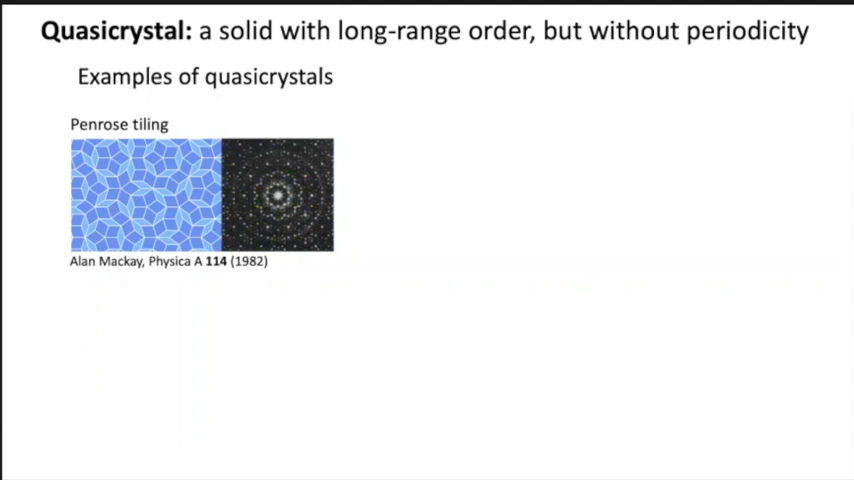 Quasicrystal: a solid with long-range order, but without periodicity
Examples of quasicrystals
Penrose tiling
Alan Mackay, Physica A 114 (1982)